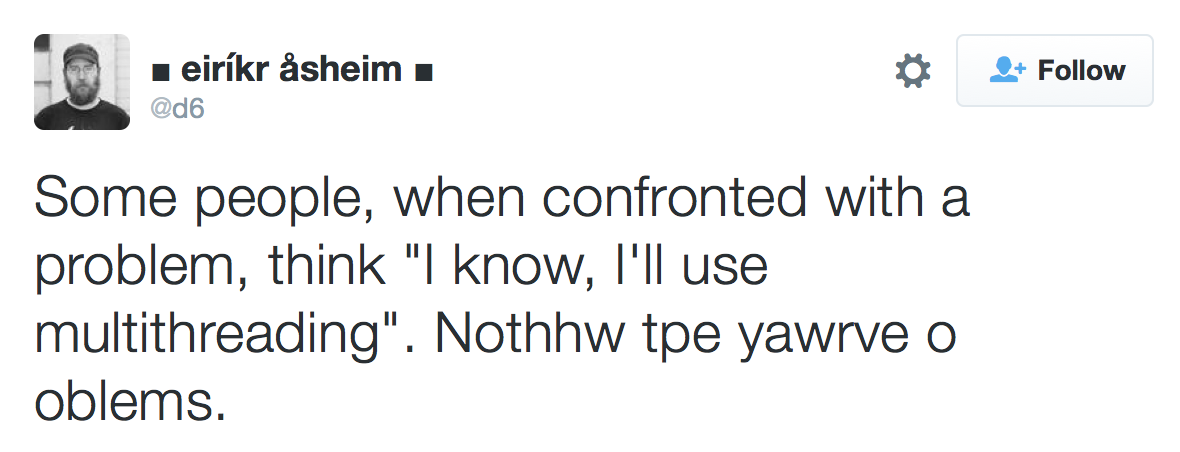 ■ eiríkr åsheim ■
@d6
Follow
Some people, when confronted with a
problem, think "I know, I'll use
multithreading". Nothhw tpe yawrve o
oblems.